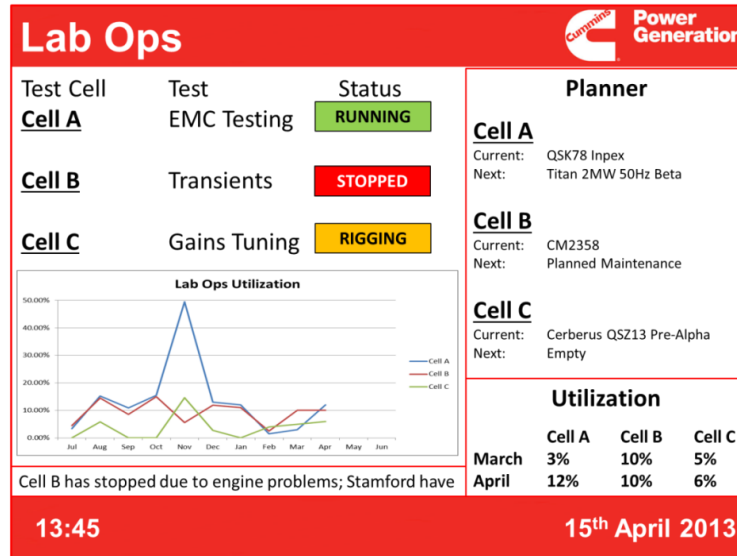 Lab Ops
Cummins
Power
Generation
Test Cell Test Status
Cell A EMC Testing RUNNING
Cell B Transients STOPPED
Cell C Gains Tuning RIGGING
Lab Ops Utilization
50.00%
40.00%
30.00%
20.00%
10.00%
0.00%
Jul Aug Sep Oct Nov Dec Jan Feb Mar Apr May Jun
Cell A
Cell B
Cell C
Cell B has stopped due to engine problems; Stamford have
Planner
Cell A
Current: QSK78 Inpex
Next: Titan 2MW 50Hz Beta
Cell B
Current: CM2358
Next: Planned Maintenance
Cell C
Current: Cerberus QSZ13 Pre-Alpha
Next: Empty
Utilization
Cell A Cell B Cell C
March 3% 10% 5%
April 12% 10% 6%
13:45
15th April 2013